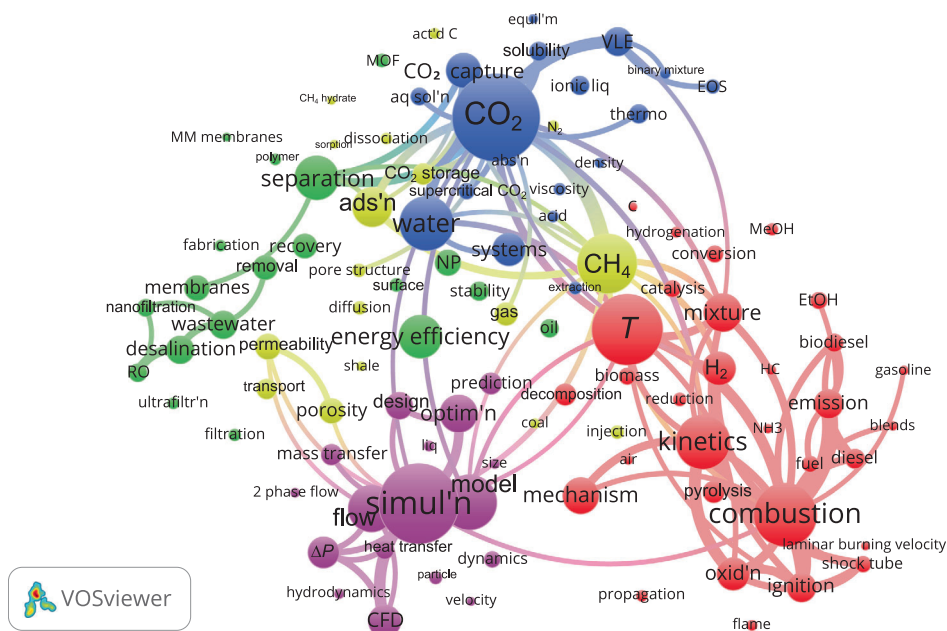 equil'm
act'd C
solubility
VLE
MOF
CO₂ capture
binary mixture
ionic liq
EOS
aq sol'n
CH₄ hydrate
CO₂
thermo
N₂
MM membranes
sorption
dissociation
polymer
abs'n
density
separation
CO₂ storage
supercritical CO₂
viscosity
ads'n
C
water
acid
hydrogenation
MeOH
fabrication
recovery
systems
conversion
removal
pore structure
NP
CH₄
membranes
surface
stability
extraction
catalysis
nanofiltration
diffusion
gas
mixture
EtOH
wastewater
energy efficiency
oil
T
biodiesel
desalination
permeability
RO
shale
prediction
biomass
H₂
HC
gasoline
transport
design
decomposition
reduction
emission
ultrafiltr'n
porosity
optim'n
coal
injection
NH3
blends
filtration
liq
kinetics
mass transfer
size
air
fuel
diesel
2 phase flow
model
mechanism
pyrolysis
simul'n
flow
combustion
ΔP
heat transfer
dynamics
laminar burning velocity
shock tube
particle
oxid'n
ignition
hydrodynamics
velocity
propagation
CFD
flame
VOSviewer